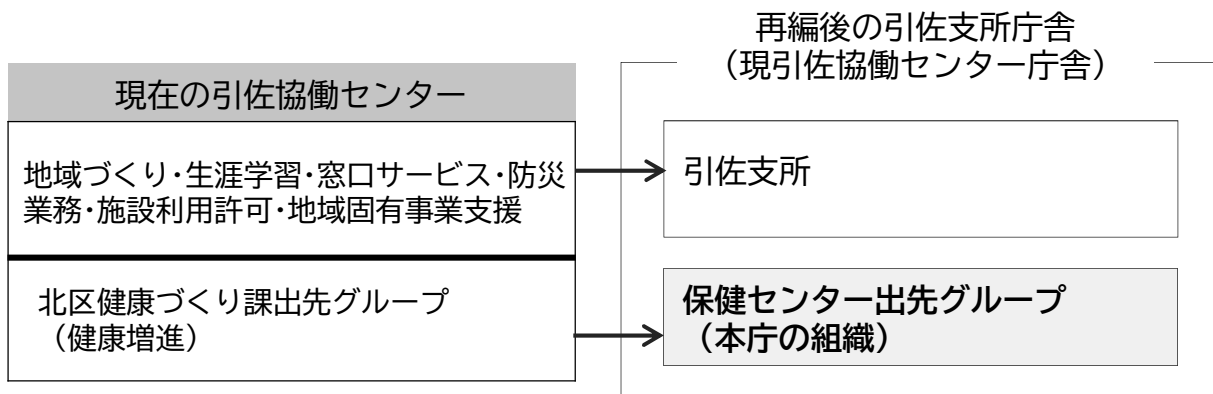 再編後の引佐支所庁舎
（現引佐協働センター庁舎）
現在の引佐協働センター
地域づくり・生涯学習・窓口サービス・防災
業務・施設利用許可・地域固有事業支援
引佐支所
北区健康づくり課出先グループ
（健康増進）
保健センター出先グループ
（本庁の組織）